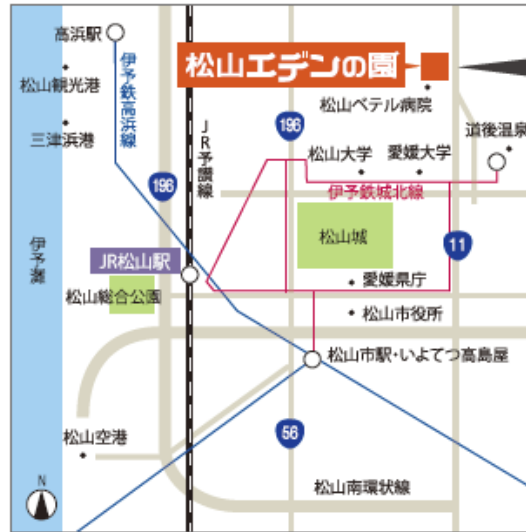 高浜駅
松山観光港
三津浜港
伊予灘
伊予鉄高浜線
196
JR予讃線
松山エデンの園
松山ベテル病院
196
松山大学
愛媛大学
道後温泉
伊予鉄城北線
松山城
11
JR松山駅
松山総合公園
愛媛県庁
松山市役所
松山市駅・いよてつ髙島屋
56
松山空港
松山南環状線
N